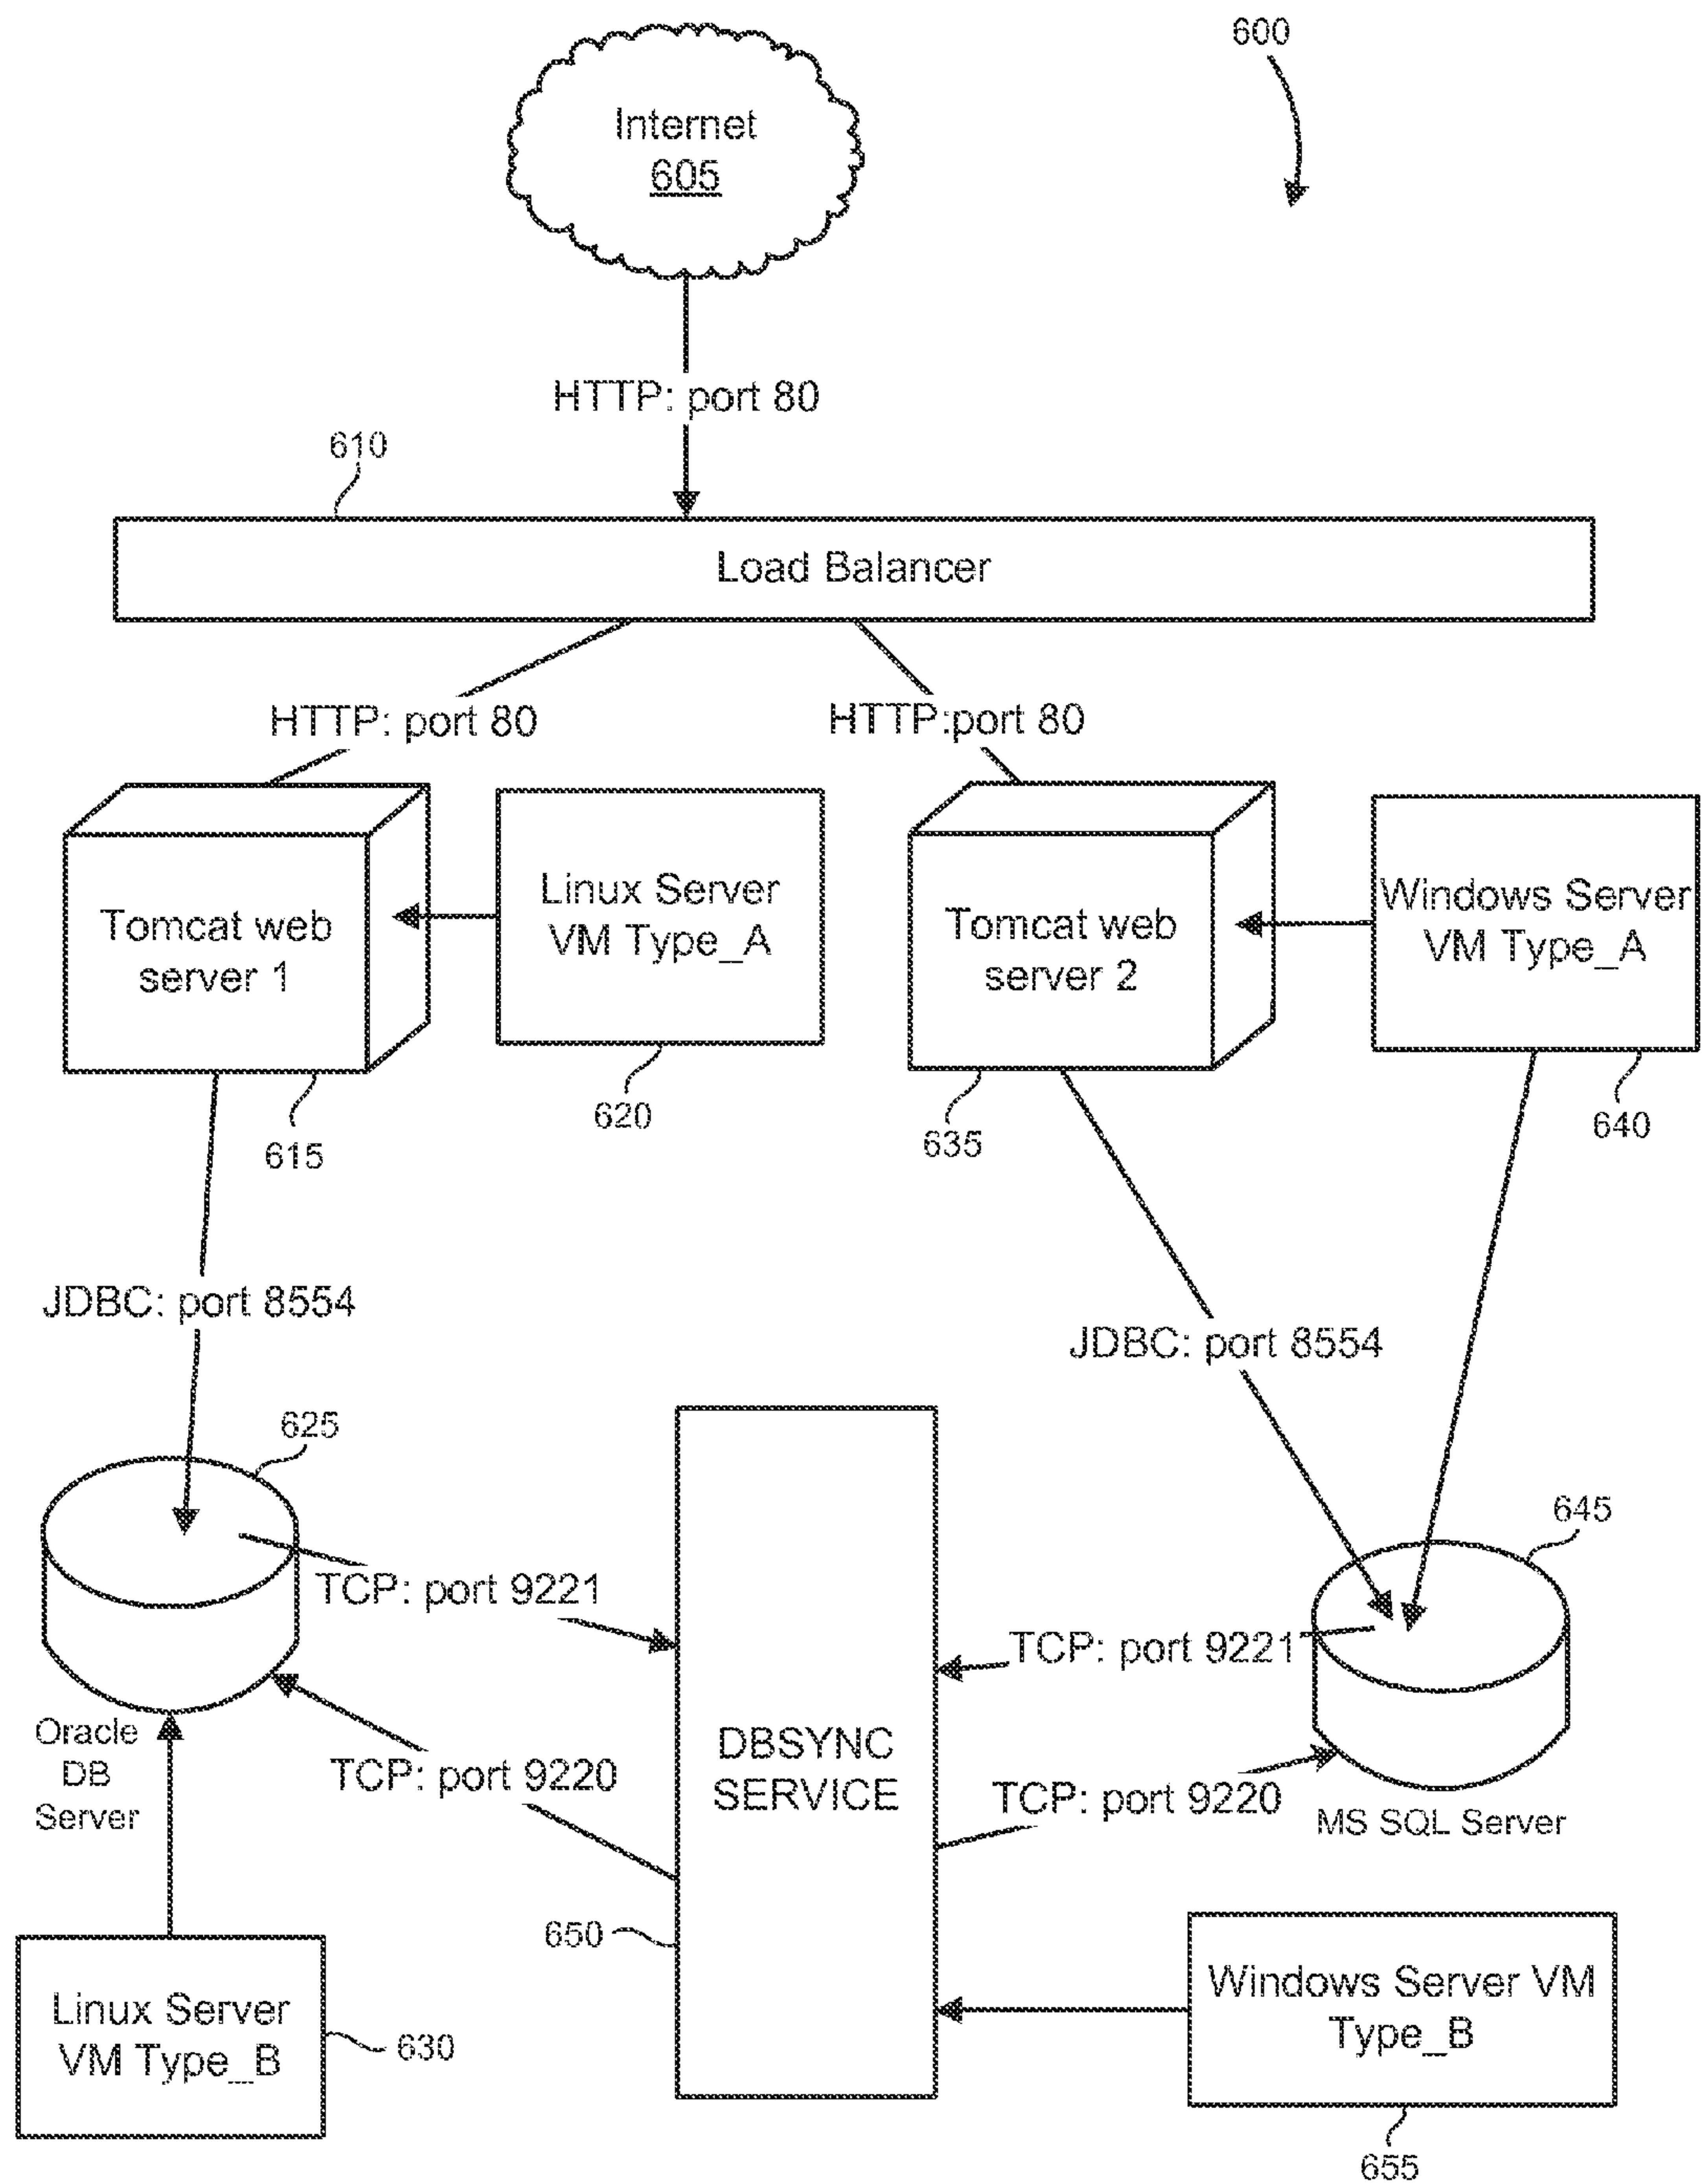 600
Internet
605
HTTP: port 80
610
Load Balancer
HTTP: port 80
HTTP:port 80
Tomcat web
server 1
Linux Server
VM Type_A
Tomcat web
server 2
Windows Server
VM Type_A
615
620
635
640
JDBC: port 8554
JDBC: port 8554
625
645
TCP: port 9221
TCP: port 9221
Oracle
DB
Server
TCP: port 9220
DBSYNC
SERVICE
TCP: port 9220
MS SQL Server
650
Linux Server
VM Type_B
630
Windows Server VM
Type_B
655